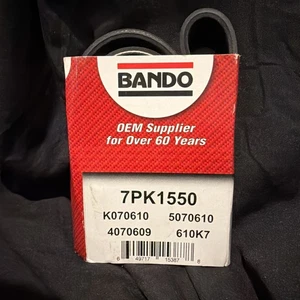 BANDO
OEM Supplier
for Over 60 Years
7PK1550
K070610 5070610
4070609 610K7